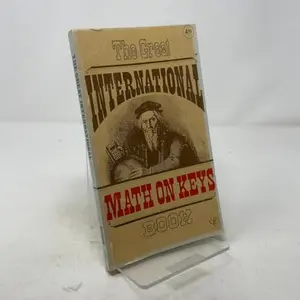 The Great
INTERNATIONAL
MATH ON KEYS
BOOK